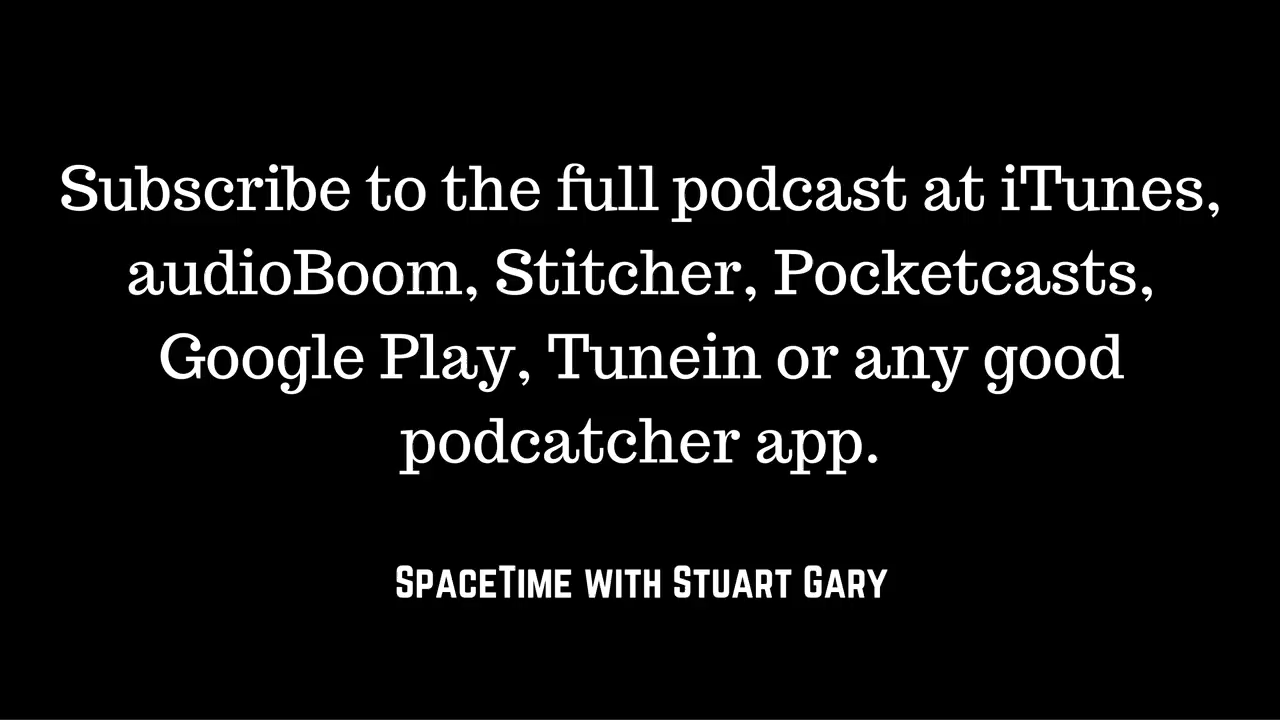 Subscribe to the full podcast at iTunes,
audioBoom, Stitcher, Pocketcasts,
Google Play, Tunein or any good
podcatcher app.
SpaceTime with Stuart Gary